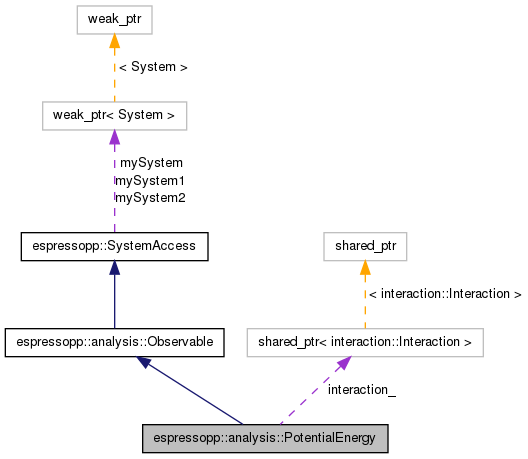 weak_ptr
< System >
weak_ptr< System >
mySystem
mySystem1
mySystem2
espressopp::SystemAccess
shared_ptr
< interaction::Interaction >
espressopp::analysis::Observable
shared_ptr< interaction::Interaction >
interaction_
espressopp::analysis::PotentialEnergy